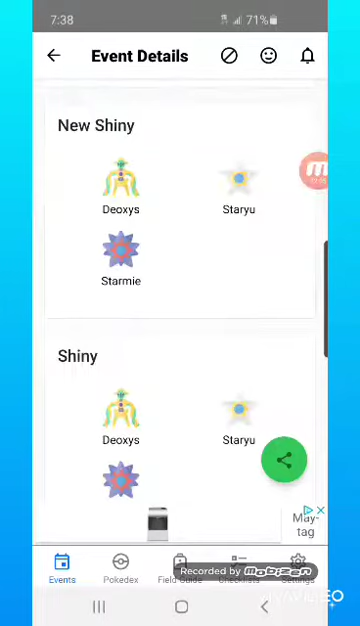 7:38 71%
Event Details
New Shiny
Deoxys Staryu
Starmie
Shiny
Deoxys Staryu
May-
tag
Events Pokedex Field Guide Checklists Settings
Recorded by Mobizen